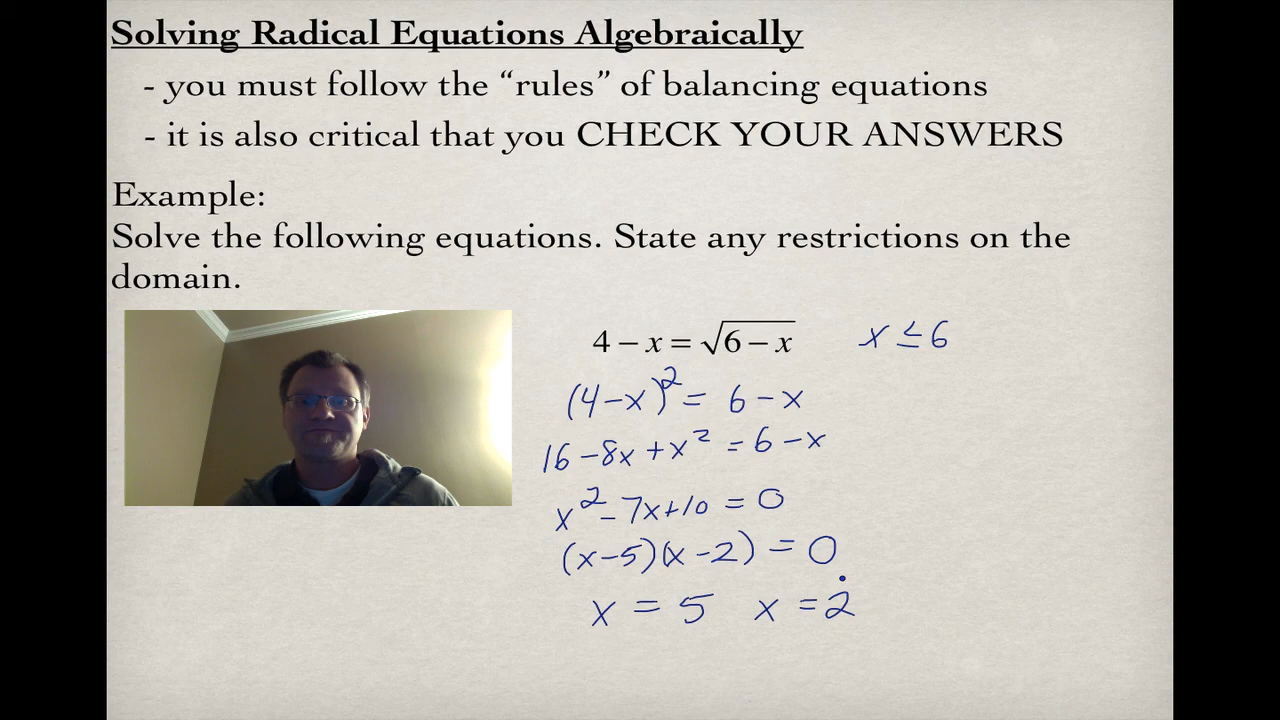 Solving Radical Equations Algebraically
- you must follow the “rules” of balancing equations
- it is also critical that you CHECK YOUR ANSWERS
Example:
Solve the following equations. State any restrictions on the
domain.
4 − x = √6 − x x ≤ 6
(4-x)² = 6 - x
16 - 8x + x² = 6 - x
x² - 7x + 10 = 0
(x-5)(x-2) = 0
x = 5 x = 2